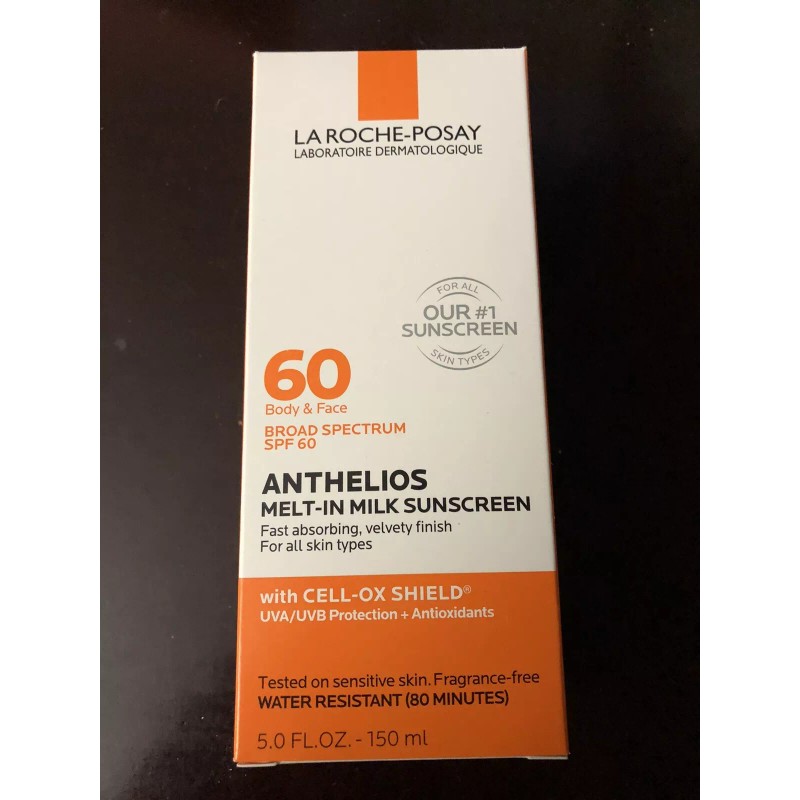 LA ROCHE-POSAY
LABORATOIRE DERMATOLOGIQUE
FOR ALL
OUR #1
SUNSCREEN
SKIN TYPES
60
Body & Face
BROAD SPECTRUM
SPF 60
ANTHELIOS
MELT-IN MILK SUNSCREEN
Fast absorbing, velvety finish
For all skin types
with CELL-OX SHIELD®
UVA/UVB Protection + Antioxidants
Tested on sensitive skin. Fragrance-free
WATER RESISTANT (80 MINUTES)
5.0 FL.OZ. - 150 ml